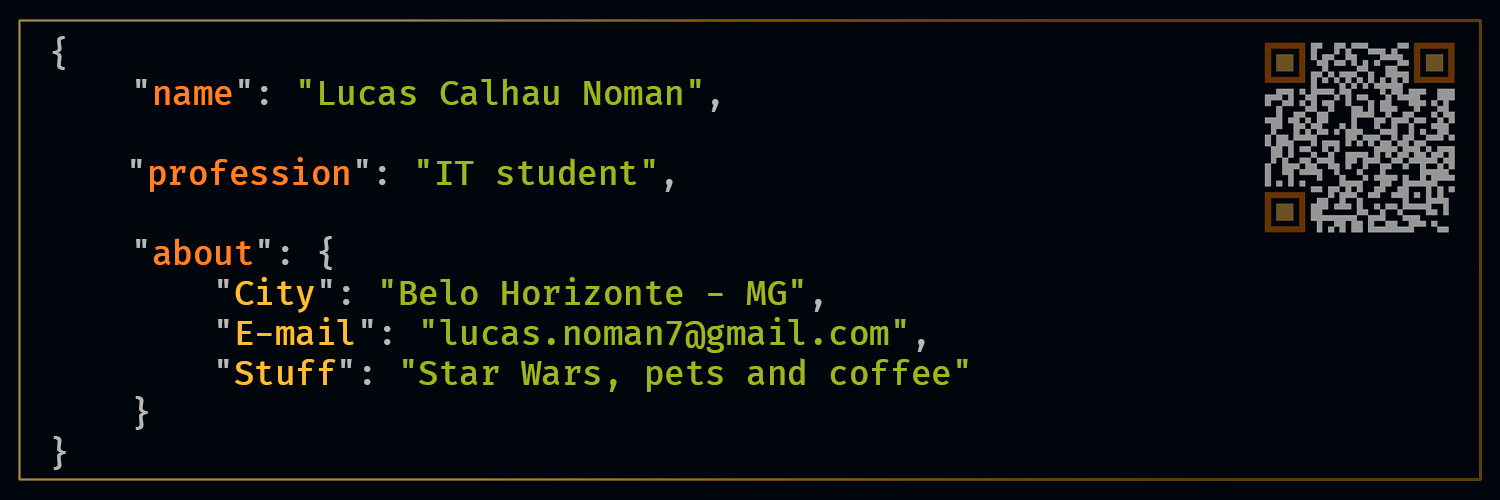 {
"name": "Lucas Calhau Noman",
"profession": "IT student",
"about": {
"City": "Belo Horizonte - MG",
"E-mail": "lucas.noman7@gmail.com",
"Stuff": "Star Wars, pets and coffee"
}
}